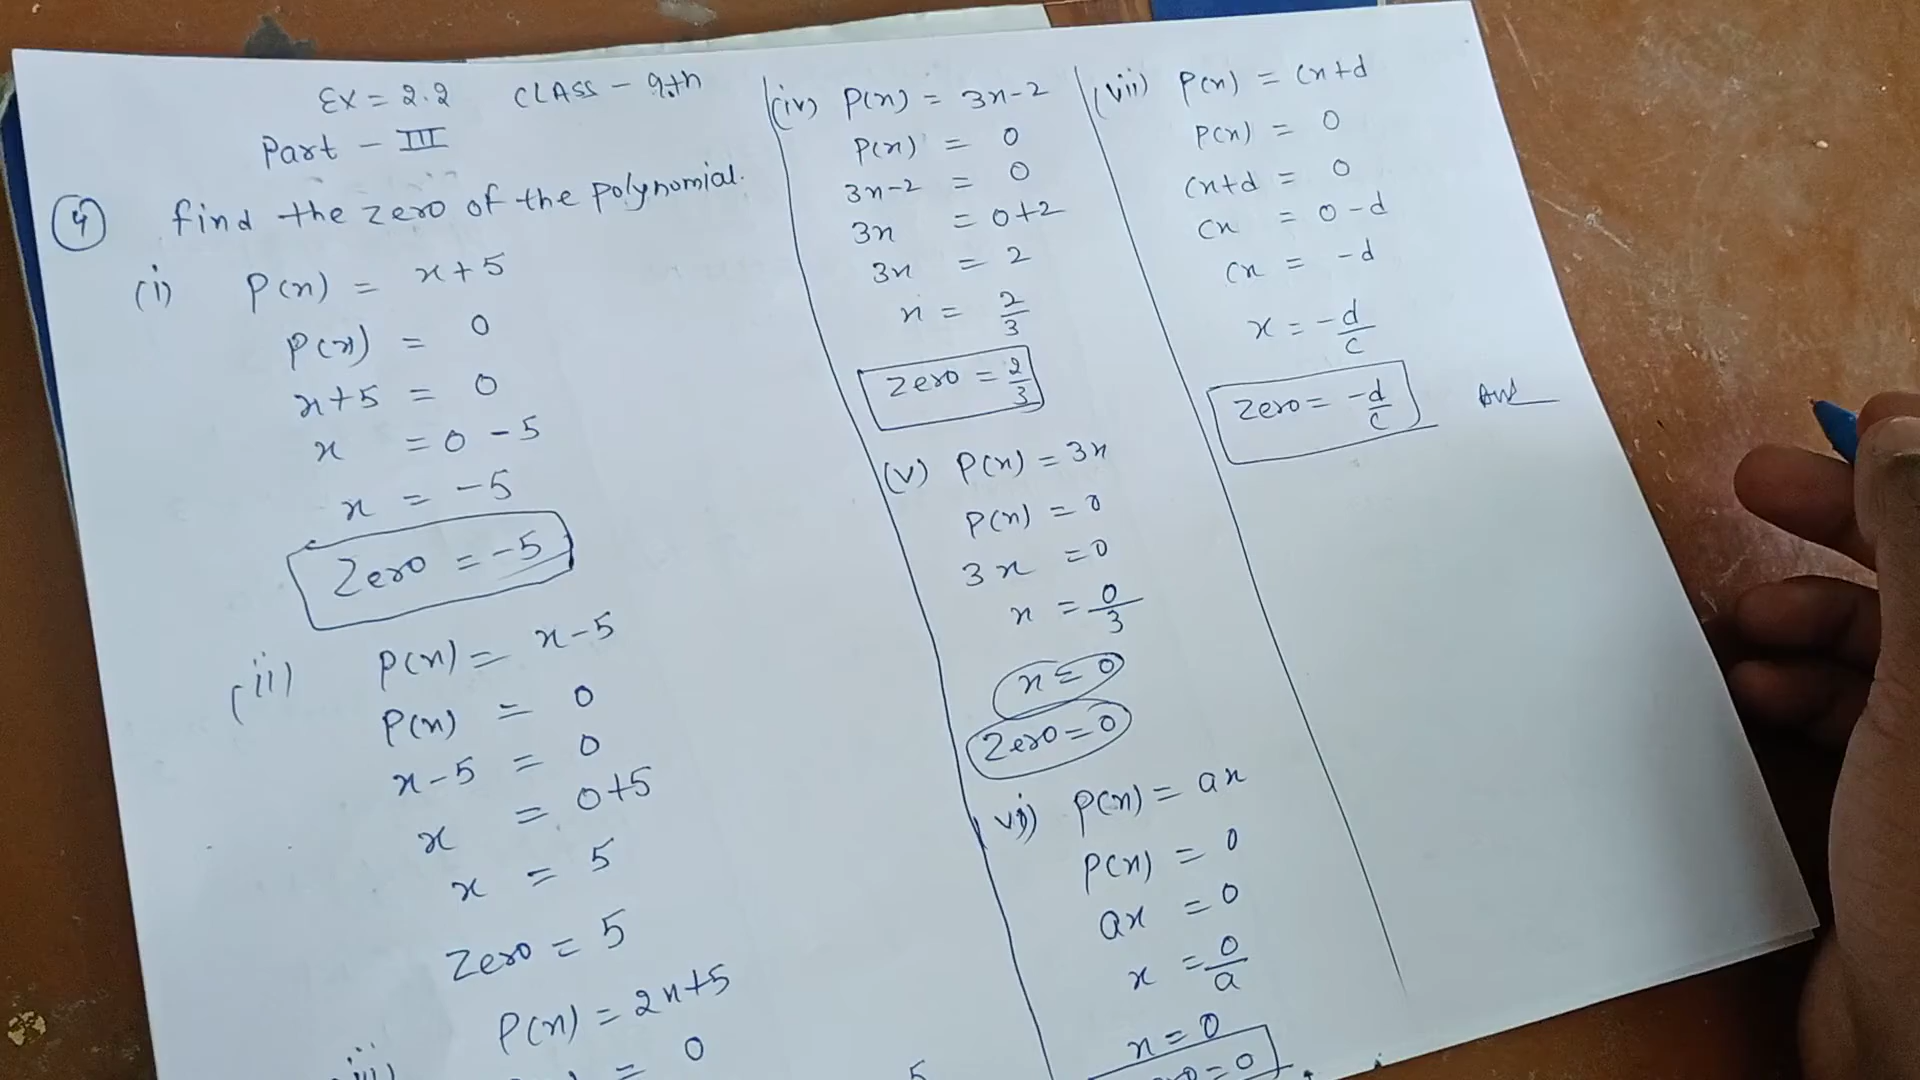 EX = 2.2 CLASS - 9th
Part - III
(4) find the zero of the polynomial.
(i) P(x) = x+5
P(x) = 0
x+5 = 0
x = 0 - 5
x = -5
Zero = -5
(ii) P(x) = x-5
P(x) = 0
x-5 = 0
x = 0+5
x = 5
Zero = 5
(iii) P(x) = 2x+5
= 0
(iv) P(x) = 3x-2
P(x) = 0
3x-2 = 0
3x = 0+2
3x = 2
x = 2/3
Zero = 2/3
(v) P(x) = 3x
P(x) = 0
3x = 0
x = 0/3
x = 0
Zero = 0
vi) P(x) = ax
P(x) = 0
ax = 0
x = 0/a
x = 0
= 0
(vii) P(x) = cx+d
P(x) = 0
cx+d = 0
cx = 0-d
cx = -d
x = -d/c
Zero = -d/c Ans